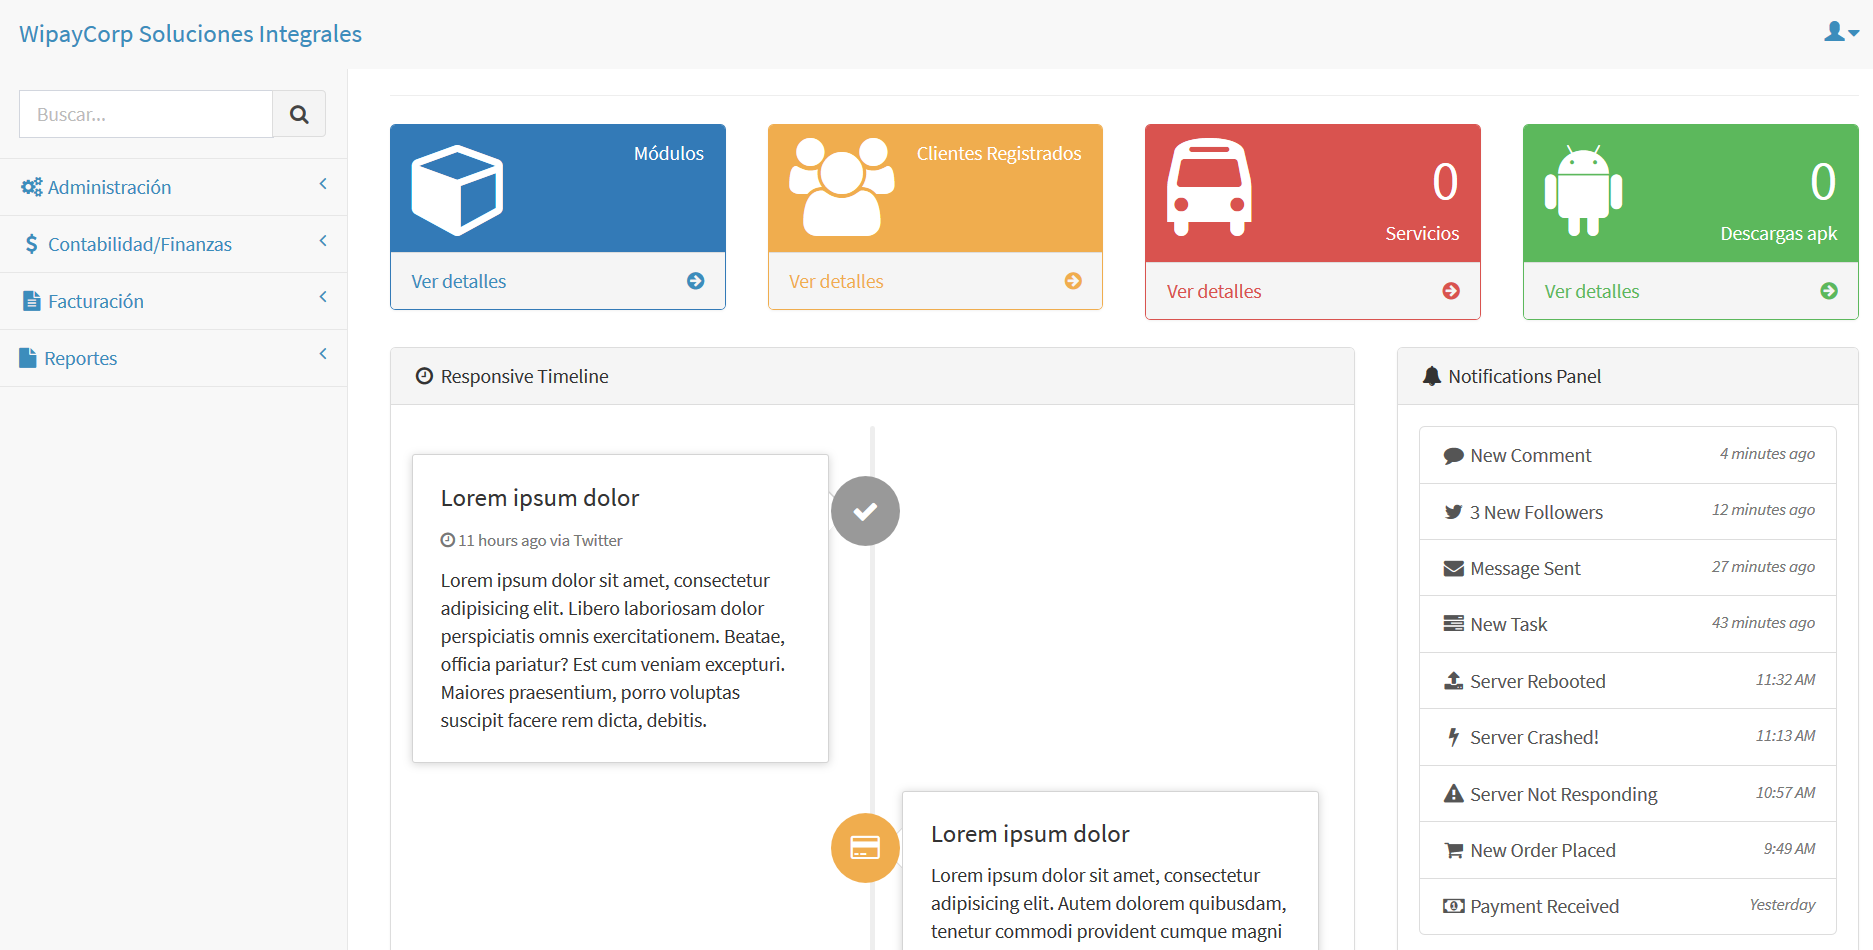 WipayCorp Soluciones Integrales
Buscar...
Administración
Contabilidad/Finanzas
Facturación
Reportes
Módulos
Ver detalles
Clientes Registrados
Ver detalles
0
Servicios
Ver detalles
0
Descargas apk
Ver detalles
Responsive Timeline
Lorem ipsum dolor
11 hours ago via Twitter
Lorem ipsum dolor sit amet, consectetur
adipisicing elit. Libero laboriosam dolor
perspiciatis omnis exercitationem. Beatae,
officia pariatur? Est cum veniam excepturi.
Maiores praesentium, porro voluptas
suscipit facere rem dicta, debitis.
Lorem ipsum dolor
Lorem ipsum dolor sit amet, consectetur
adipisicing elit. Autem dolorem quibusdam,
tenetur commodi provident cumque magni
Notifications Panel
New Comment 4 minutes ago
3 New Followers 12 minutes ago
Message Sent 27 minutes ago
New Task 43 minutes ago
Server Rebooted 11:32 AM
Server Crashed! 11:13 AM
Server Not Responding 10:57 AM
New Order Placed 9:49 AM
Payment Received Yesterday